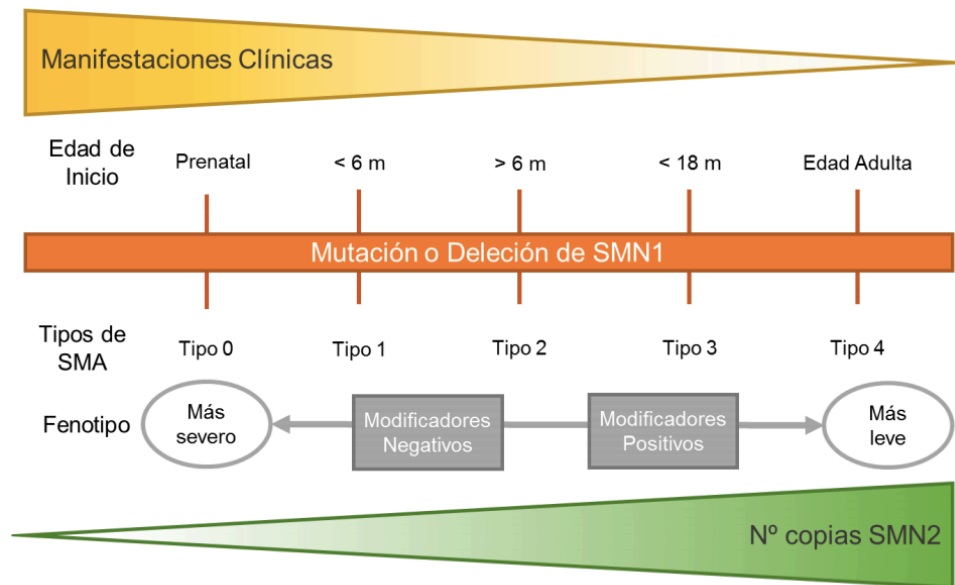 Manifestaciones Clínicas
Edad de
Inicio
Prenatal
< 6 m
> 6 m
< 18 m
Edad Adulta
Mutación o Deleción de SMN1
Tipos de
SMA
Tipo 0
Tipo 1
Tipo 2
Tipo 3
Tipo 4
Fenotipo
Más
severo
Modificadores
Negativos
Modificadores
Positivos
Más
leve
Nº copias SMN2